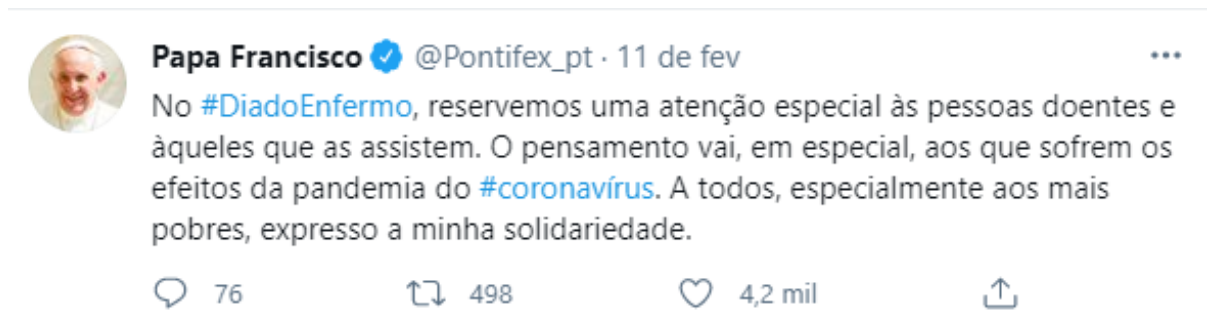 Papa Francisco @Pontifex_pt · 11 de fev
No #DiadoEnfermo, reservemos uma atenção especial às pessoas doentes e
àqueles que as assistem. O pensamento vai, em especial, aos que sofrem os
efeitos da pandemia do #coronavírus. A todos, especialmente aos mais
pobres, expresso a minha solidariedade.
76 498 4,2 mil